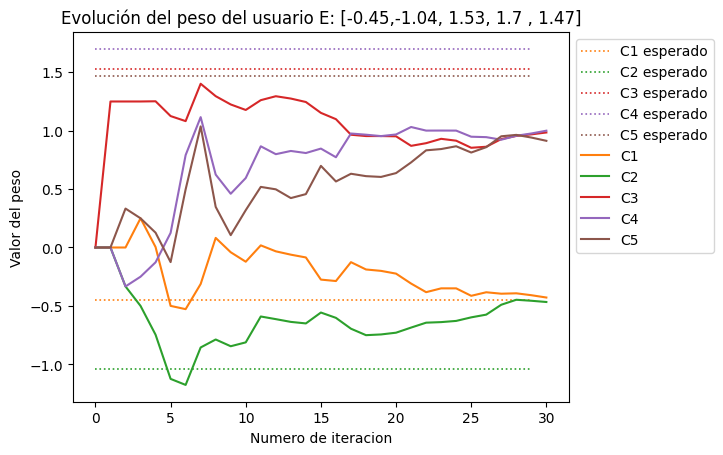 Evolución del peso del usuario E: [-0.45,-1.04, 1.53, 1.7 , 1.47]
Valor del peso
1.5
1.0
0.5
0.0
−0.5
−1.0
0
5
10
15
20
25
30
Numero de iteracion
C1 esperado
C2 esperado
C3 esperado
C4 esperado
C5 esperado
C1
C2
C3
C4
C5